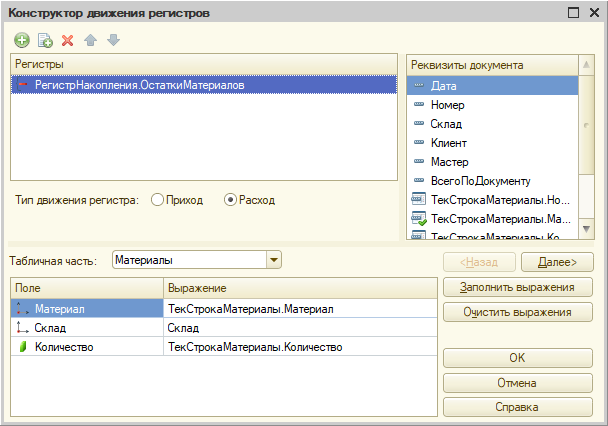 Конструктор движения регистров
Регистры
РегистрНакопления.ОстаткиМатериалов
Реквизиты документа
Дата
Номер
Склад
Клиент
Мастер
ВсегоПоДокументу
ТекСтрокаМатериалы.Но...
ТекСтрокаМатериалы.Ма...
ТекСтрокаМатериалы.Ко...
Тип движения регистра: Приход Расход
Табличная часть: Материалы
<Назад Далее>
Поле Выражение
Материал ТекСтрокаМатериалы.Материал
Склад Склад
Количество ТекСтрокаМатериалы.Количество
Заполнить выражения
Очистить выражения
OK
Отмена
Справка